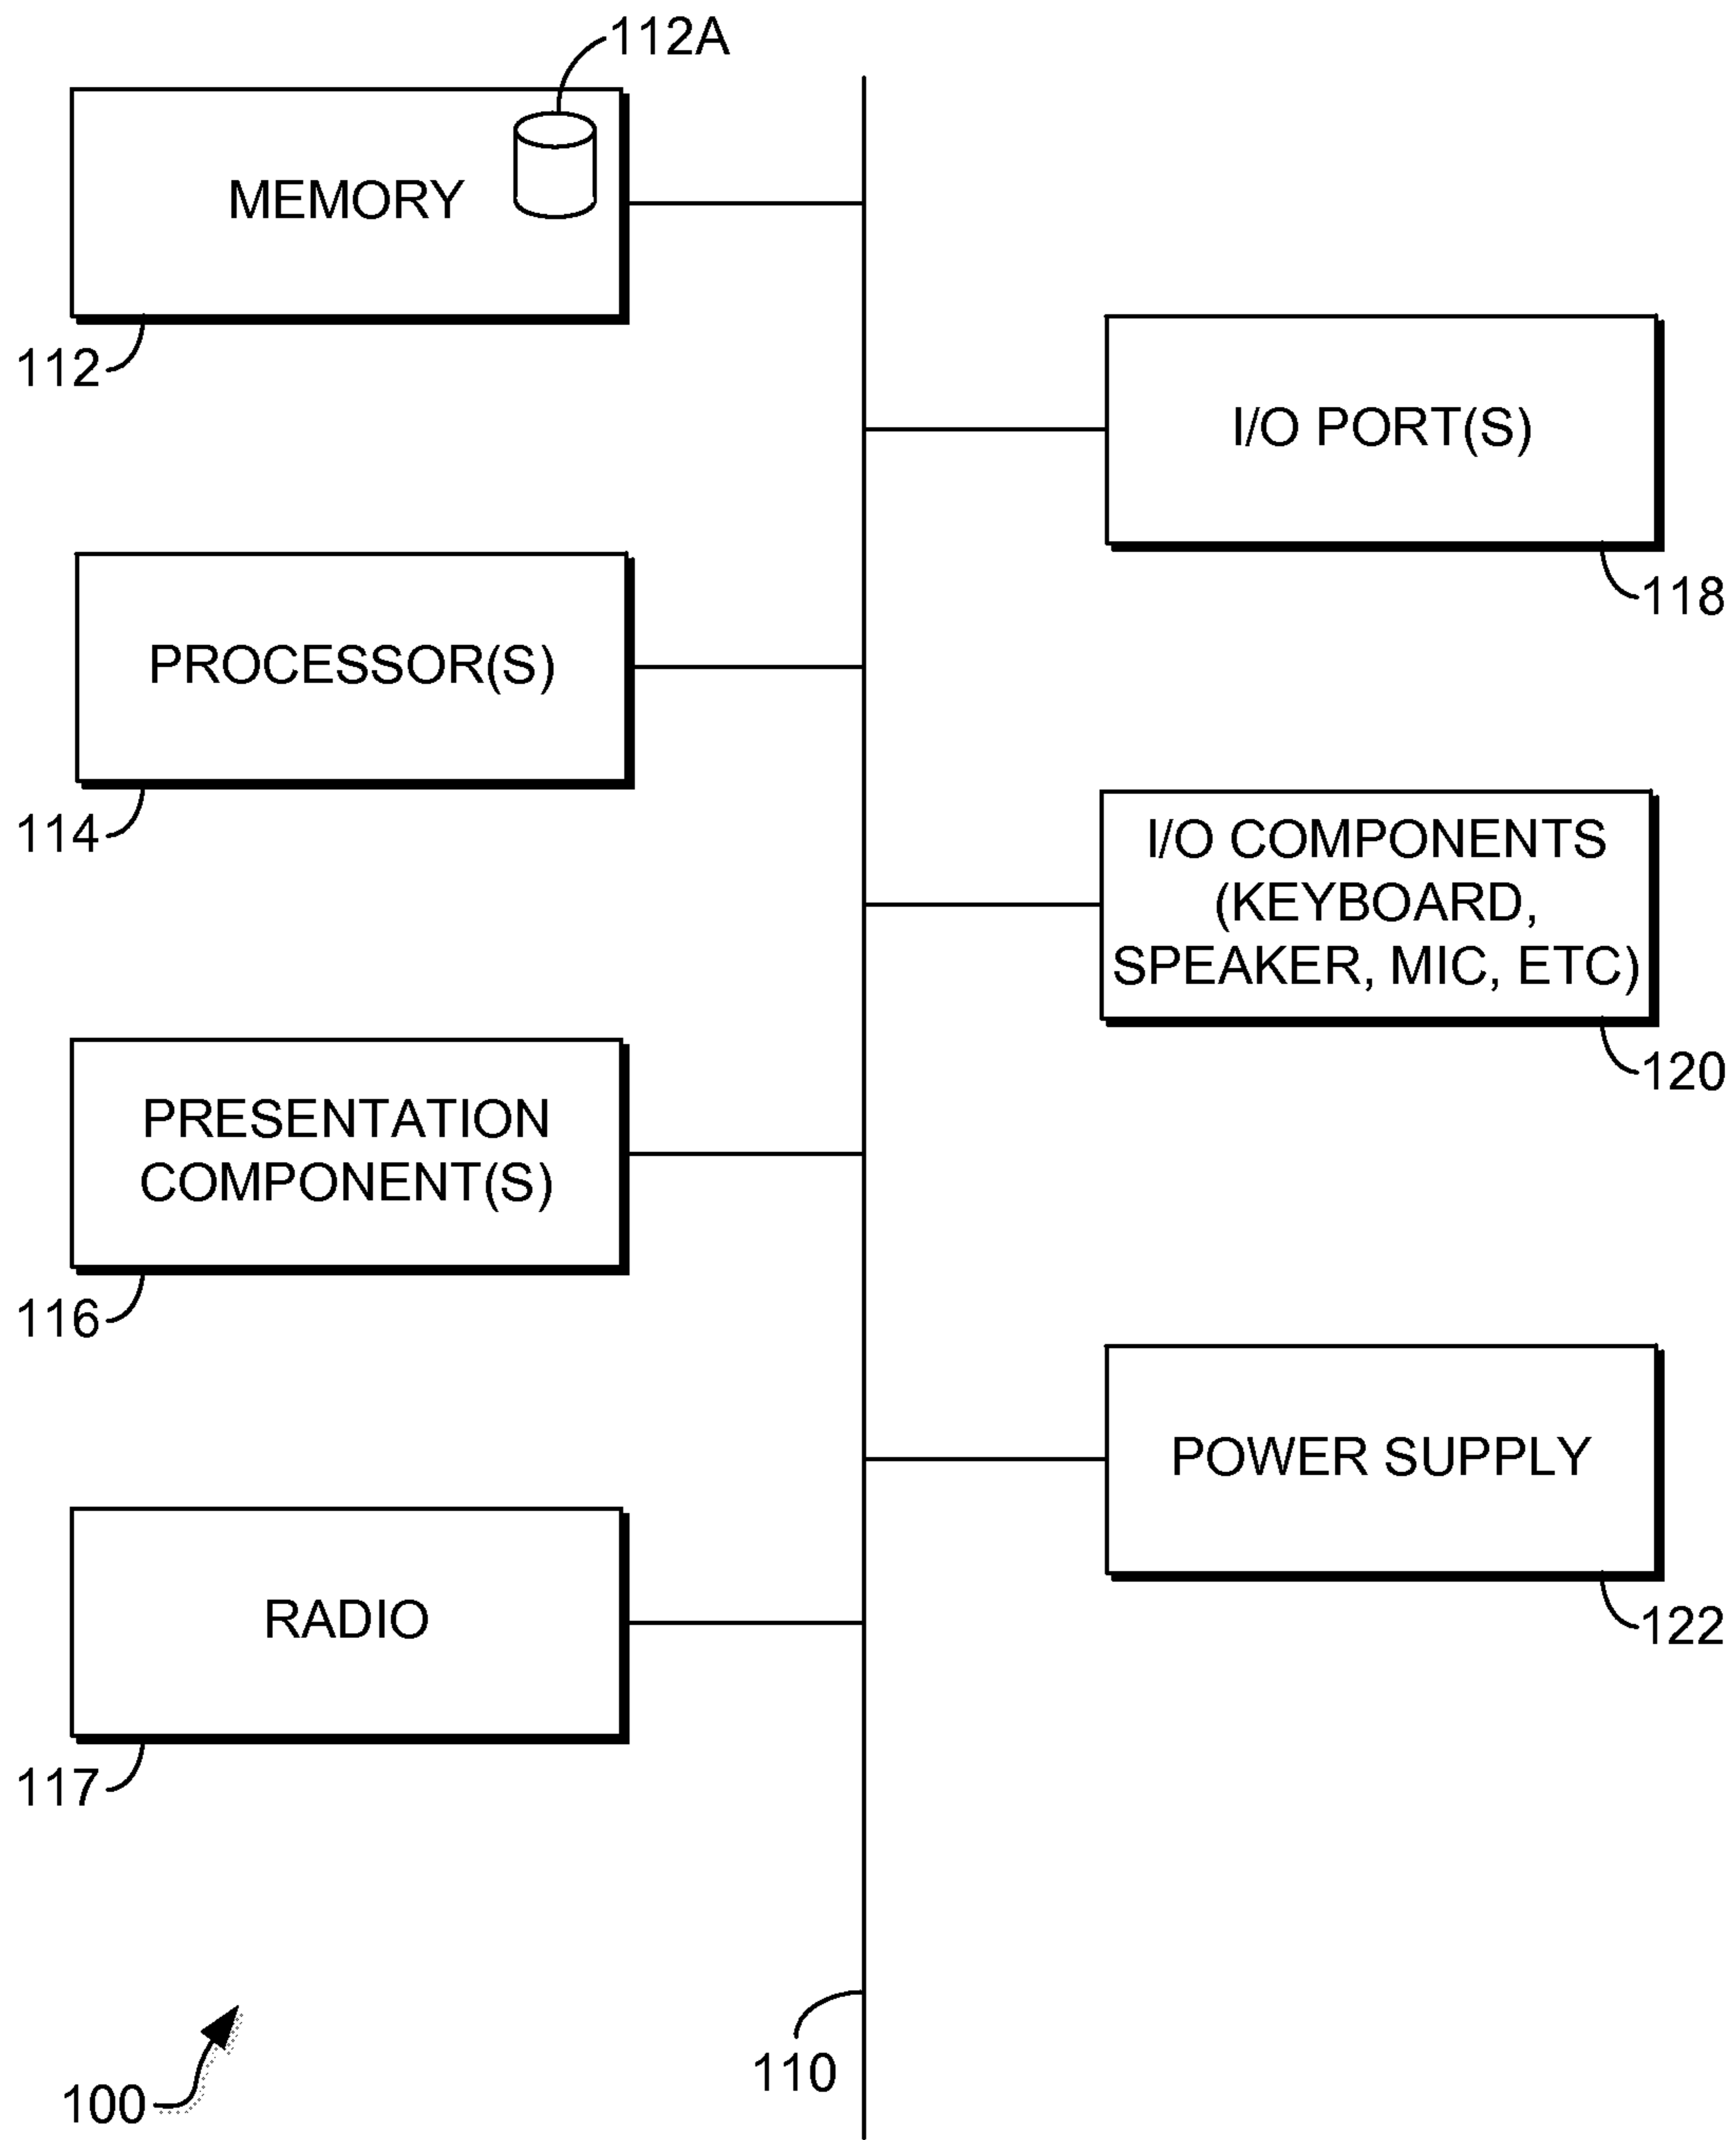 112A
MEMORY
112
I/O PORT(S)
118
PROCESSOR(S)
114
I/O COMPONENTS
(KEYBOARD,
SPEAKER, MIC, ETC)
120
PRESENTATION
COMPONENT(S)
116
POWER SUPPLY
122
RADIO
117
110
100